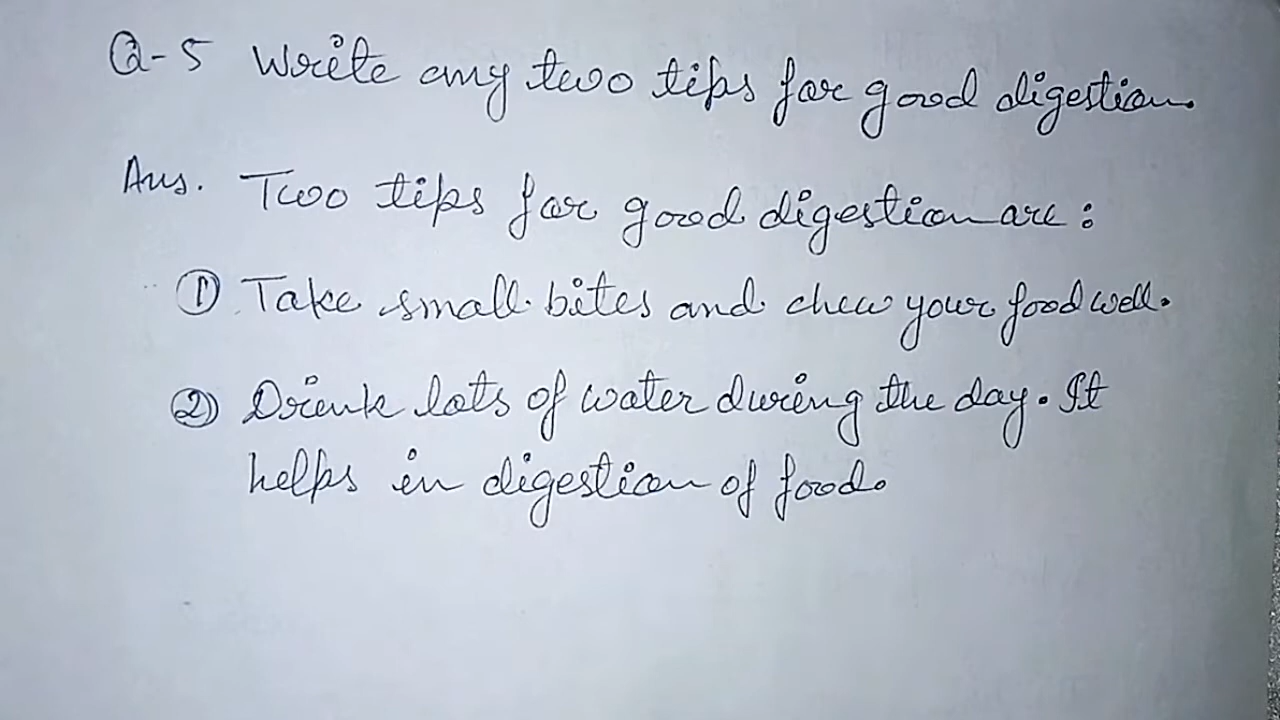 Q-5 Write any two tips for good digestion.
Ans. Two tips for good digestion are:
① Take small bites and chew your food well.
② Drink lots of water during the day. It
helps in digestion of food.